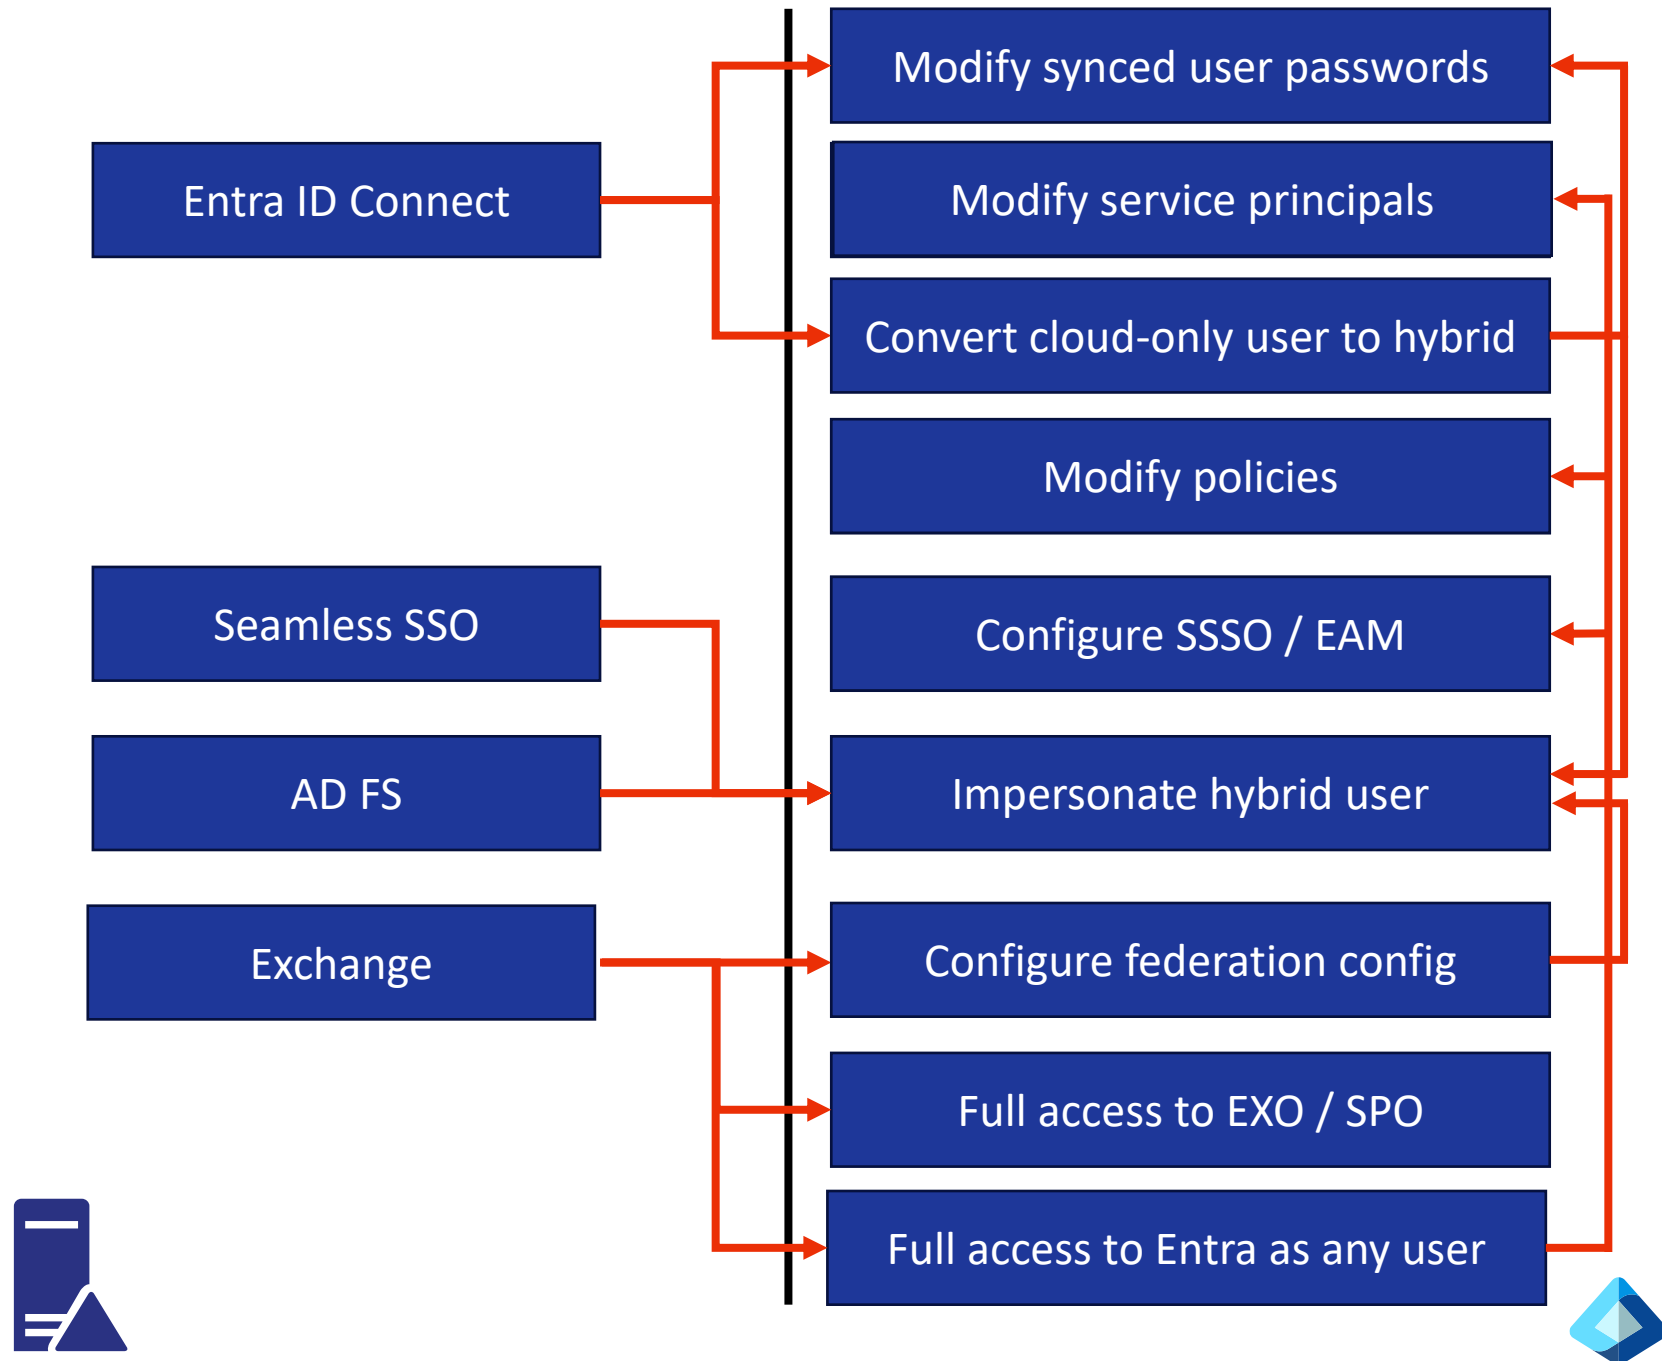 Modify synced user passwords
Entra ID Connect
Modify service principals
Convert cloud-only user to hybrid
Modify policies
Seamless SSO
Configure SSSO / EAM
AD FS
Impersonate hybrid user
Exchange
Configure federation config
Full access to EXO / SPO
Full access to Entra as any user